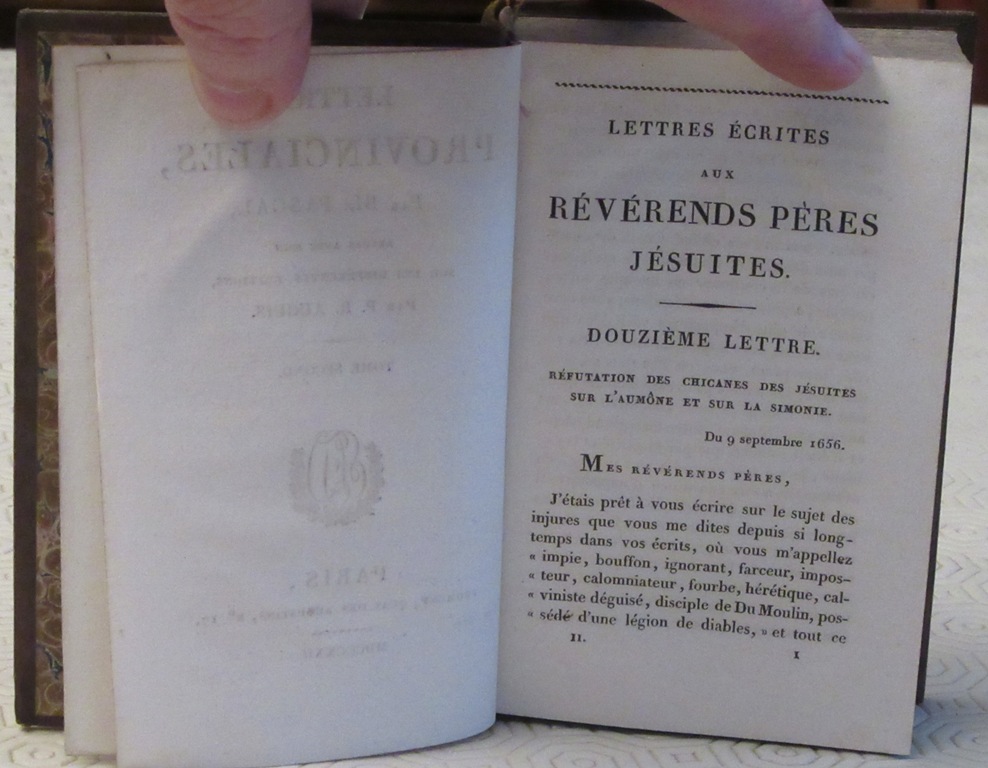 LETTRES
PROVINCIALES,
PASCAL,
TOME SECOND.
PARIS,
LETTRES ÉCRITES
AUX
RÉVÉRENDS PÈRES
JÉSUITES.
DOUZIÈME LETTRE.
RÉFUTATION DES CHICANES DES JÉSUITES
SUR L'AUMÔNE ET SUR LA SIMONIE.
Du 9 septembre 1656.
MES RÉVÉRENDS PÈRES,
J'étais prêt à vous écrire sur le sujet des
injures que vous me dites depuis si long-
temps dans vos écrits, où vous m'appellez
« impie, bouffon, ignorant, farceur, impos-
« teur, calomniateur, fourbe, hérétique, cal-
« viniste déguisé, disciple de Du Moulin, pos-
« sédé d'une légion de diables, » et tout ce
II.
1